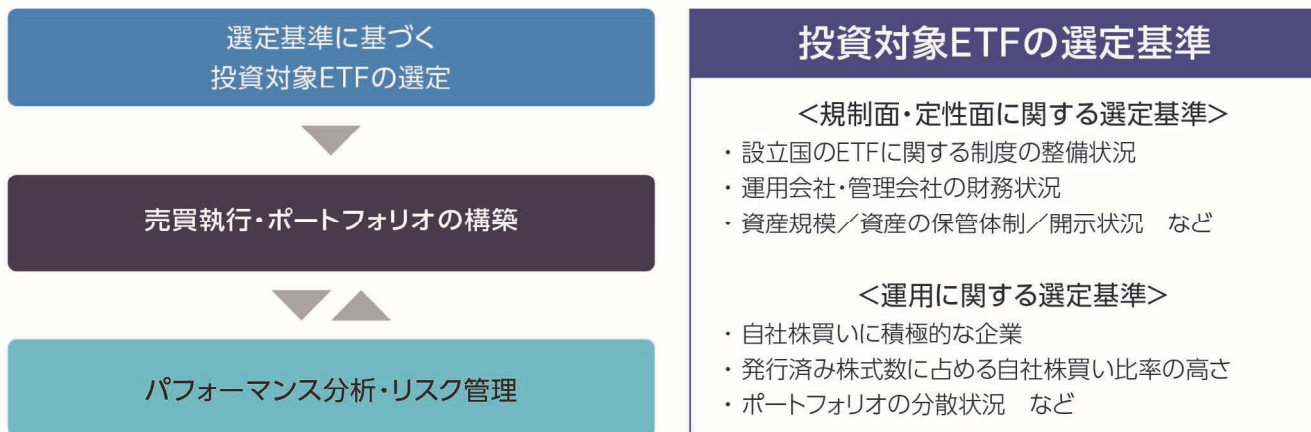 選定基準に基づく
投資対象ETFの選定
売買執行・ポートフォリオの構築
パフォーマンス分析・リスク管理
投資対象ETFの選定基準
＜規制面・定性面に関する選定基準＞
・設立国のETFに関する制度の整備状況
・運用会社・管理会社の財務状況
・資産規模／資産の保管体制／開示状況　など
＜運用に関する選定基準＞
・自社株買いに積極的な企業
・発行済み株式数に占める自社株買い比率の高さ
・ポートフォリオの分散状況　など